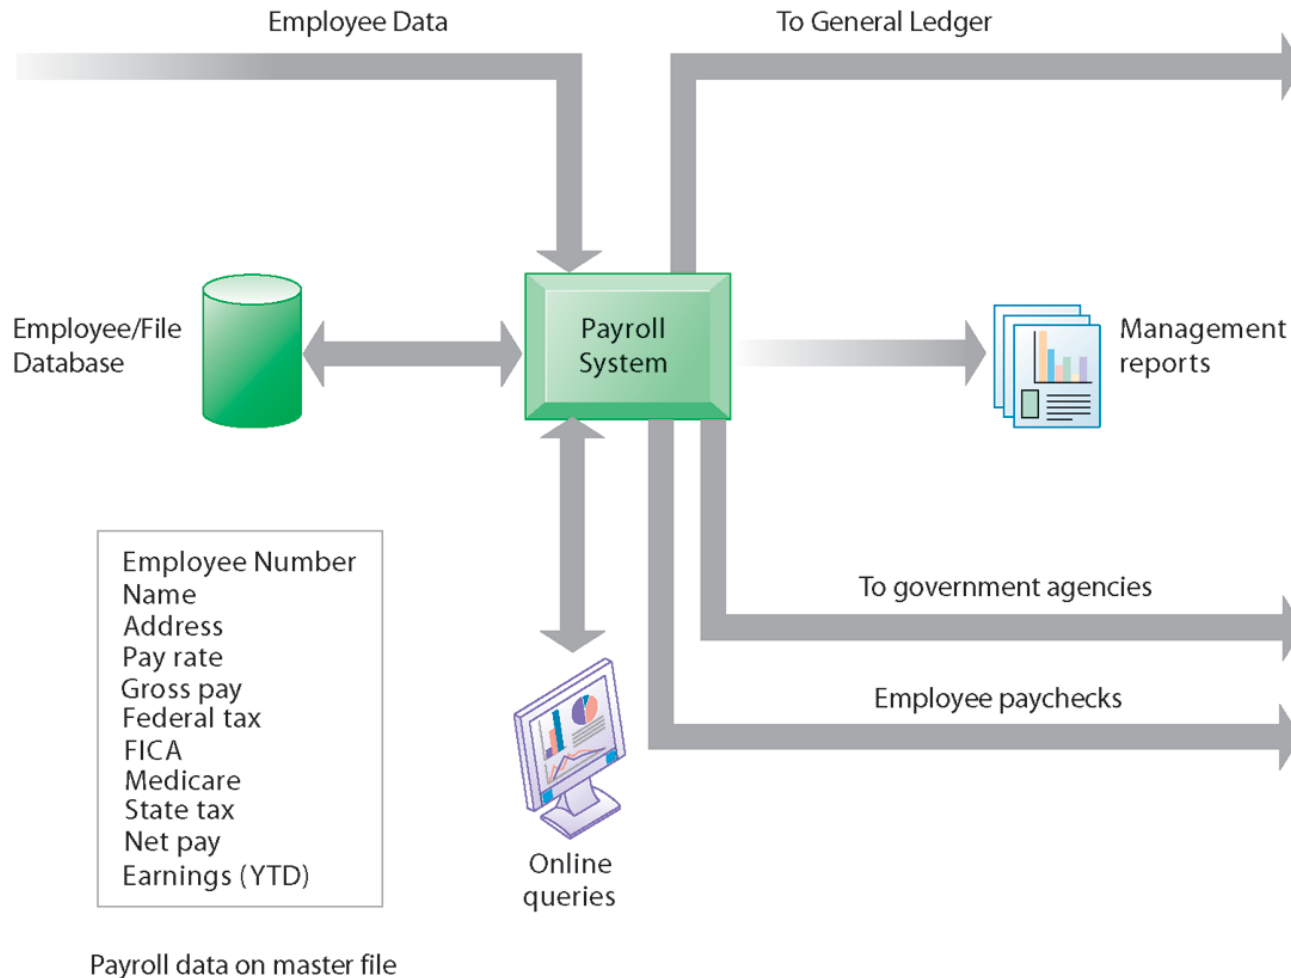 Employee Data
To General Ledger
Employee/File
Database
Payroll
System
Management
reports
Employee Number
Name
Address
Pay rate
Gross pay
Federal tax
FICA
Medicare
State tax
Net pay
Earnings (YTD)
To government agencies
Employee paychecks
Online
queries
Payroll data on master file